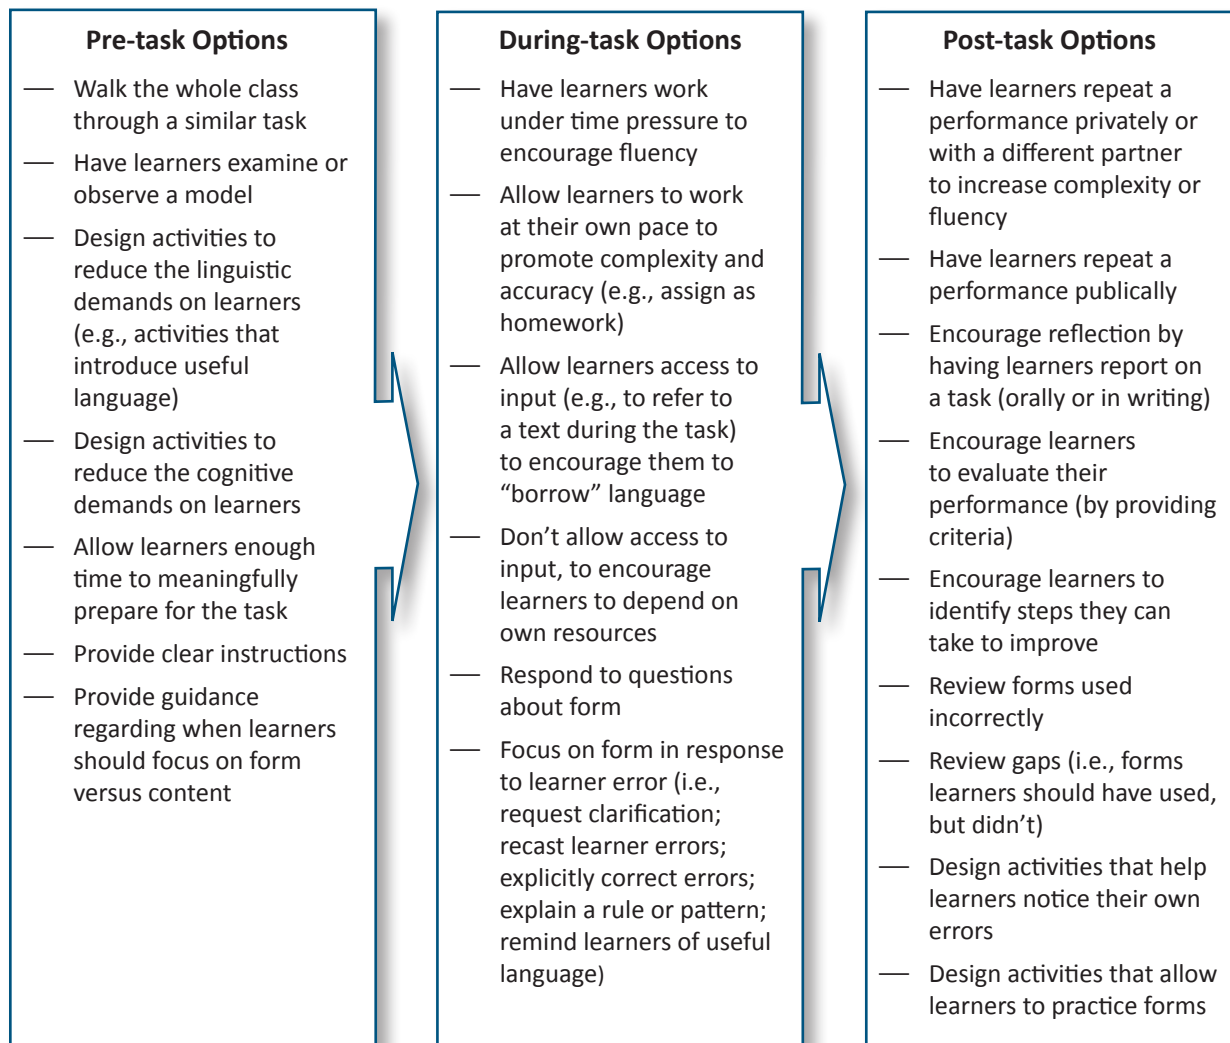 Pre-task Options
— Walk the whole class
through a similar task
— Have learners examine or
observe a model
— Design activities to
reduce the linguistic
demands on learners
(e.g., activities that
introduce useful
language)
— Design activities to
reduce the cognitive
demands on learners
— Allow learners enough
time to meaningfully
prepare for the task
— Provide clear instructions
— Provide guidance
regarding when learners
should focus on form
versus content
During-task Options
— Have learners work
under time pressure to
encourage fluency
— Allow learners to work
at their own pace to
promote complexity and
accuracy (e.g., assign as
homework)
— Allow learners access to
input (e.g., to refer to
a text during the task)
to encourage them to
“borrow” language
— Don’t allow access to
input, to encourage
learners to depend on
own resources
— Respond to questions
about form
— Focus on form in response
to learner error (i.e.,
request clarification;
recast learner errors;
explicitly correct errors;
explain a rule or pattern;
remind learners of useful
language)
Post-task Options
— Have learners repeat a
performance privately or
with a different partner
to increase complexity or
fluency
— Have learners repeat a
performance publically
— Encourage reflection by
having learners report on
a task (orally or in writing)
— Encourage learners
to evaluate their
performance (by providing
criteria)
— Encourage learners to
identify steps they can
take to improve
— Review forms used
incorrectly
— Review gaps (i.e., forms
learners should have used,
but didn’t)
— Design activities that help
learners notice their own
errors
— Design activities that allow
learners to practice forms